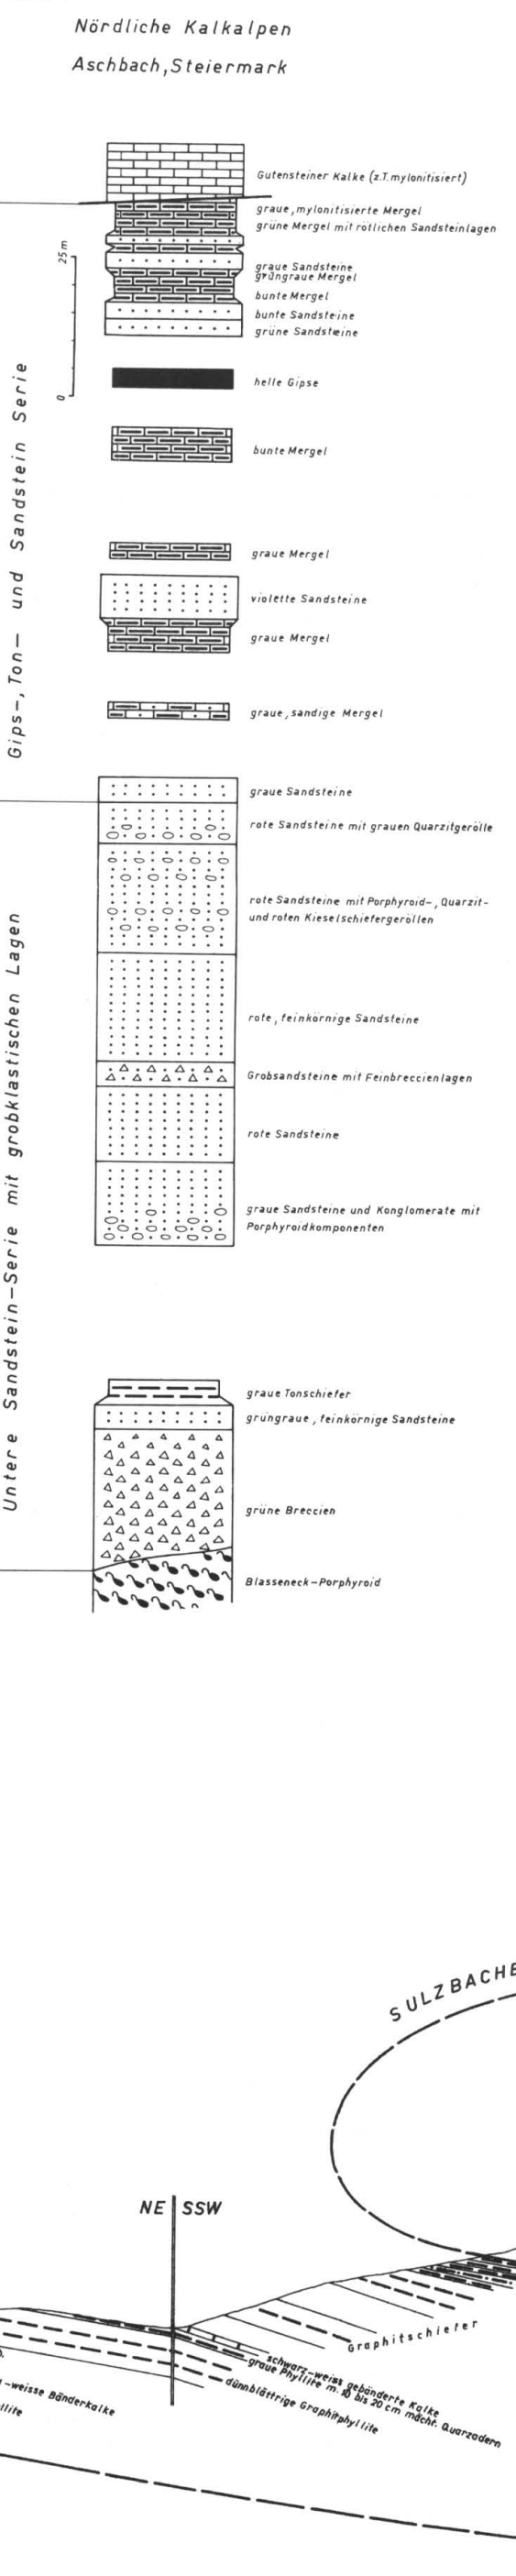 Nördliche Kalkalpen
Aschbach, Steiermark
Gutensteiner Kalke (z.T. mylonitisiert)
graue, mylonitisierte Mergel
grüne Mergel mit rötlichen Sandsteinlagen
25 m
graue Sandsteine
grüngraue Mergel
bunte Mergel
bunte Sandsteine
grüne Sandsteine
0
helle Gipse
bunte Mergel
Gips-, Ton- und Sandstein Serie
graue Mergel
violette Sandsteine
graue Mergel
graue, sandige Mergel
graue Sandsteine
rote Sandsteine mit grauen Quarzitgerölle
rote Sandsteine mit Porphyroid-, Quarzit-
und roten Kieselschiefergeröllen
Untere Sandstein-Serie mit grobklastischen Lagen
rote, feinkörnige Sandsteine
Grobsandsteine mit Feinbreccienlagen
rote Sandsteine
graue Sandsteine und Konglomerate mit
Porphyroidkomponenten
graue Tonschiefer
grüngraue, feinkörnige Sandsteine
grüne Breccien
Blasseneck-Porphyroid
SULZBACHE
NE SSW
Graphitschiefer
schwarz-weiss gebänderte Kalke
graue Phyllite m. 10 bis 20 cm mächt. Quarzadern
dünnblättrige Graphitphyllite
-weisse Bänderkalke
llite